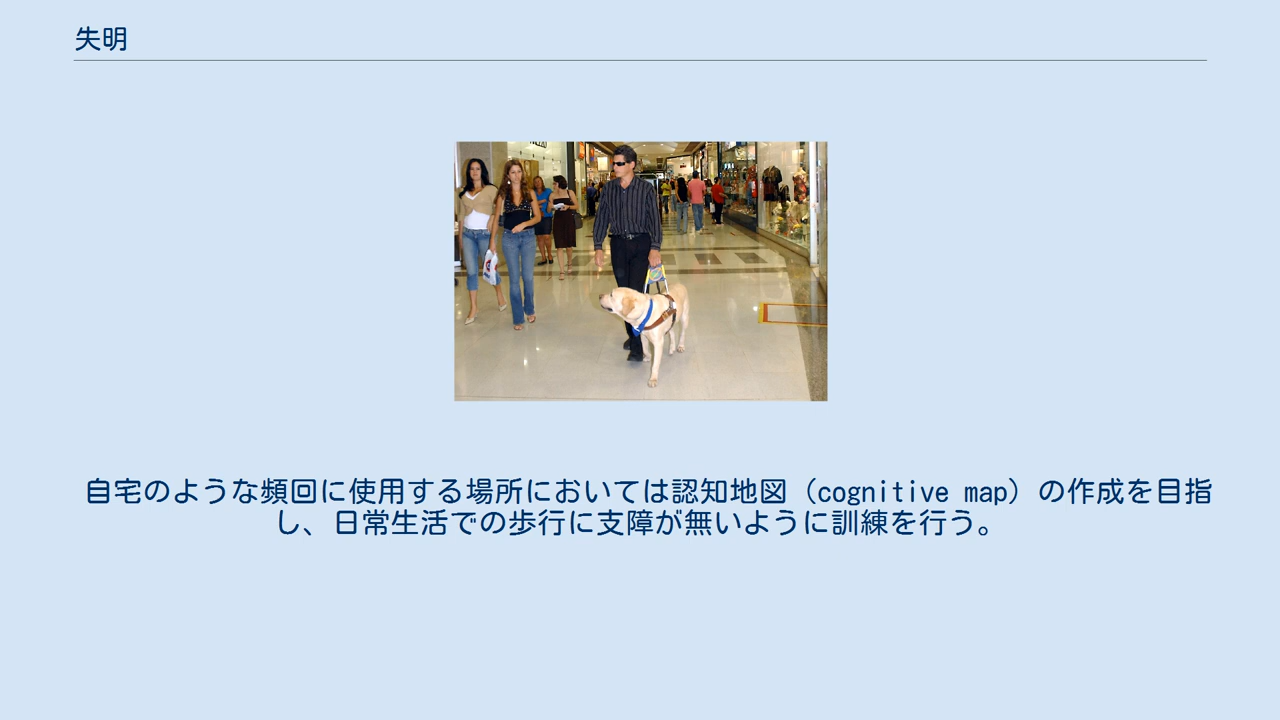 失明
自宅のような頻回に使用する場所においては認知地図（cognitive map）の作成を目指
し、日常生活での歩行に支障が無いように訓練を行う。